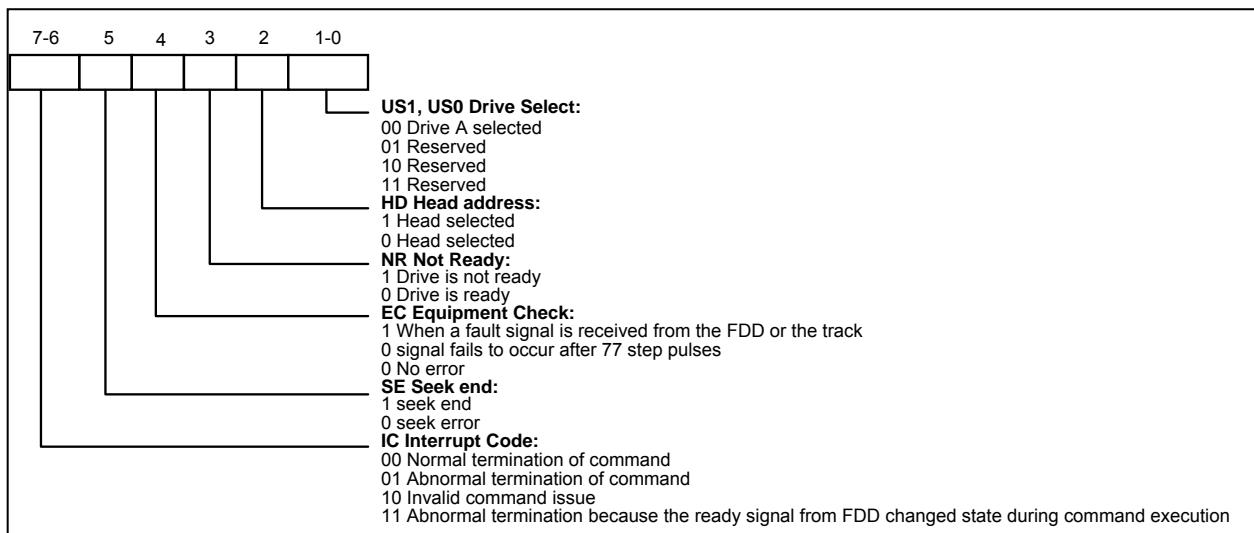 7-6 5 4 3 2 1-0
US1, US0 Drive Select:
00 Drive A selected
01 Reserved
10 Reserved
11 Reserved
HD Head address:
1 Head selected
0 Head selected
NR Not Ready:
1 Drive is not ready
0 Drive is ready
EC Equipment Check:
1 When a fault signal is received from the FDD or the track
0 signal fails to occur after 77 step pulses
0 No error
SE Seek end:
1 seek end
0 seek error
IC Interrupt Code:
00 Normal termination of command
01 Abnormal termination of command
10 Invalid command issue
11 Abnormal termination because the ready signal from FDD changed state during command execution